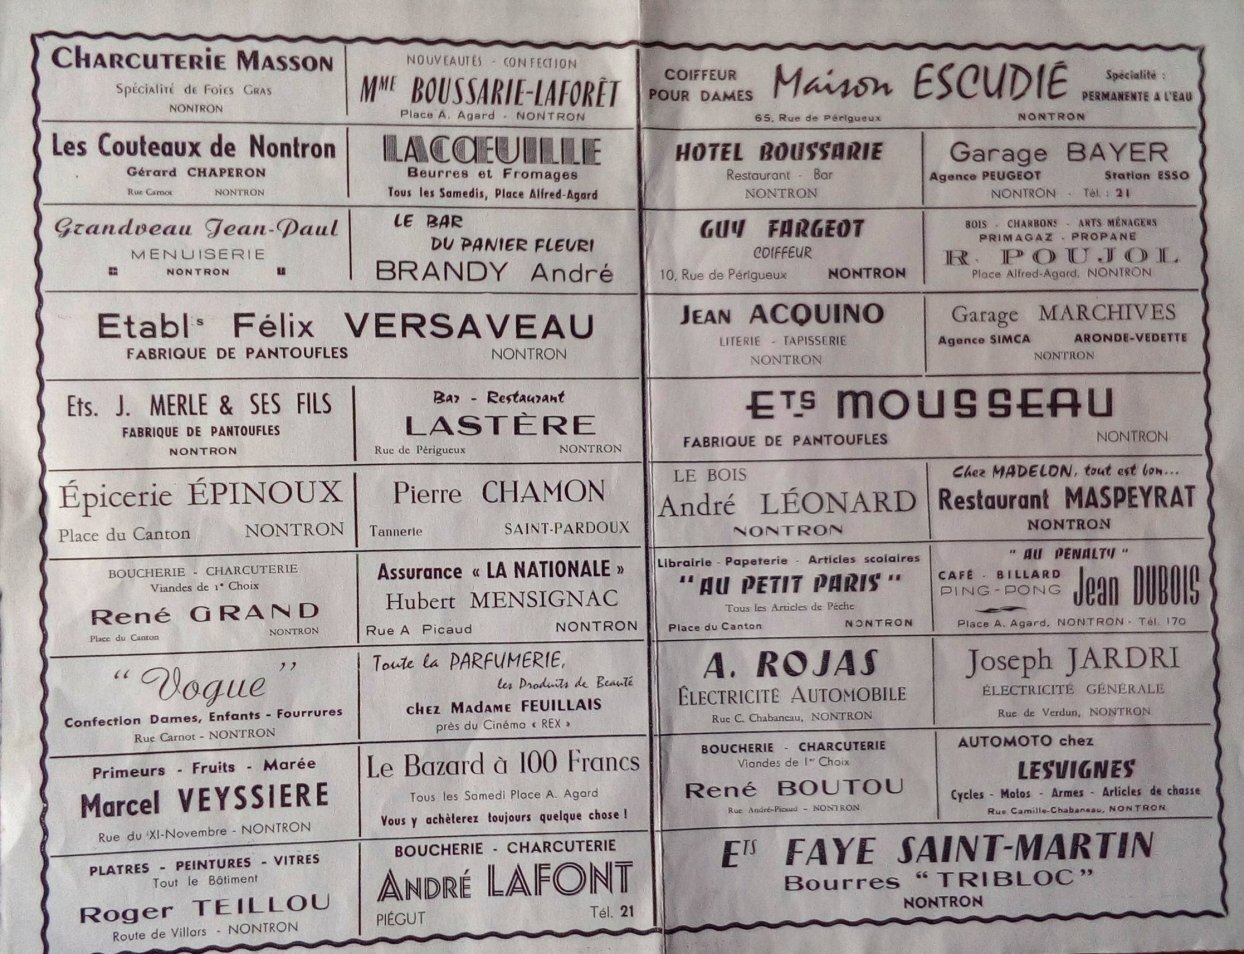 CHARCUTERIE MASSON
Spécialité de Foies Gras
NONTRON
NOUVEAUTÉS - CONFECTION
MME BOUSSARIE-LAFORÊT
Place A. Agard - NONTRON
Les Couteaux de Nontron
Gérard CHAPERON
Rue Carnot NONTRON
LACŒUILLE
Beurres et Fromages
Tous les Samedis, Place Alfred-Agard
Grandveau Jean-Paul
MENUISERIE
NONTRON
LE BAR
DU PANIER FLEURI
BRANDY André
Etabls Félix VERSAVEAU
FABRIQUE DE PANTOUFLES NONTRON
Ets. J. MERLE & SES FILS
FABRIQUE DE PANTOUFLES
NONTRON
Bar - Restaurant
LASTÈRE
Rue de Périgueux NONTRON
Épicerie ÉPINOUX
Place du Canton NONTRON
Pierre CHAMON
Tannerie SAINT-PARDOUX
BOUCHERIE - CHARCUTERIE
Viandes de 1e Choix
René GRAND
Place du Canton NONTRON
Assurance « LA NATIONALE »
Hubert MENSIGNAC
Rue A Picaud NONTRON
“ Vogue ”
Confection Dames, Enfants - Fourrures
Rue Carnot - NONTRON
Toute la PARFUMERIE,
les Produits de Beauté
CHEZ MADAME FEUILLAIS
près du Cinéma « REX »
Primeurs - Fruits - Marée
Marcel VEYSSIERE
Rue du XI-Novembre - NONTRON
Le Bazard à 100 Francs
Tous les Samedi Place A. Agard
Vous y achèterez toujours quelque chose !
PLATRES - PEINTURES - VITRES
Tout le Bâtiment
Roger TEILLOU
Route de Villars - NONTRON
BOUCHERIE - CHARCUTERIE
ANDRÉ LAFONT
PIÉGUT Tél. 21
COIFFEUR
POUR DAMES
Maison ESCUDIÉ
Spécialité :
PERMANENTE A L'EAU
65, Rue de Périgueux NONTRON
HOTEL BOUSSARIE
Restaurant - Bar
NONTRON
Garage BAYER
Agence PEUGEOT Station ESSO
NONTRON - Tél. : 21
GUY FARGEOT
COIFFEUR
10, Rue de Périgueux NONTRON
BOIS - CHARBONS - ARTS MÉNAGERS
PRIMAGAZ - PROPANE
R. POUJOL
Place Alfred-Agard, NONTRON
JEAN ACQUINO
LITERIE - TAPISSERIE
NONTRON
Garage MARCHIVES
Agence SIMCA ARONDE-VEDETTE
NONTRON
ETS MOUSSEAU
FABRIQUE DE PANTOUFLES NONTRON
LE BOIS
André LÉONARD
NONTRON
Chez MADELON, tout est bon...
Restaurant MASPEYRAT
NONTRON
Librairie - Papeterie - Articles scolaires
"AU PETIT PARIS"
Tous les Articles de Pêche
Place du Canton NONTRON
" AU PENALTY "
CAFÉ - BILLARD
PING-PONG
Jean DUBOIS
Place A. Agard, NONTRON - Tél. 170
A. ROJAS
ÉLECTRICITÉ AUTOMOBILE
Rue C. Chabaneau, NONTRON
Joseph JARDRI
ÉLECTRICITÉ GÉNÉRALE
Rue de Verdun, NONTRON
BOUCHERIE - CHARCUTERIE
Viandes de 1er Choix
René BOUTOU
Rue André-Picaud - NONTRON
AUTOMOTO chez
LESVIGNES
Cycles - Motos - Armes - Articles de chasse
Rue Camille-Chabaneau, NONTRON
ETS FAYE SAINT-MARTIN
Bourres “ TRIBLOC ”
NONTRON